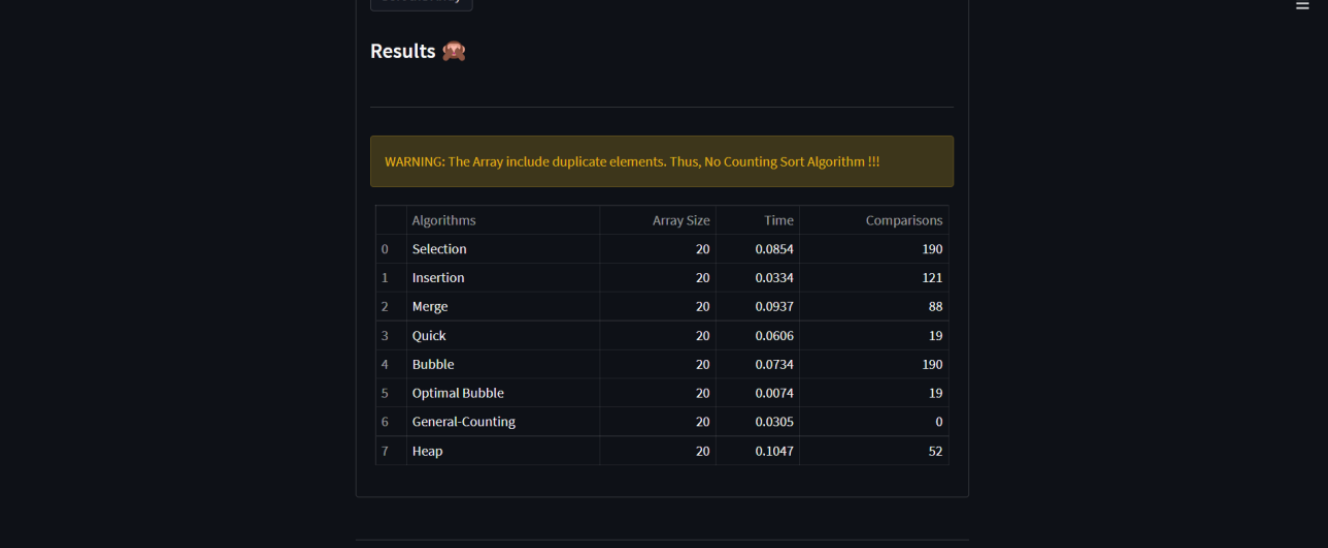 Results 🙊
WARNING: The Array include duplicate elements. Thus, No Counting Sort Algorithm !!!
Algorithms Array Size Time Comparisons
0 Selection 20 0.0854 190
1 Insertion 20 0.0334 121
2 Merge 20 0.0937 88
3 Quick 20 0.0606 19
4 Bubble 20 0.0734 190
5 Optimal Bubble 20 0.0074 19
6 General-Counting 20 0.0305 0
7 Heap 20 0.1047 52